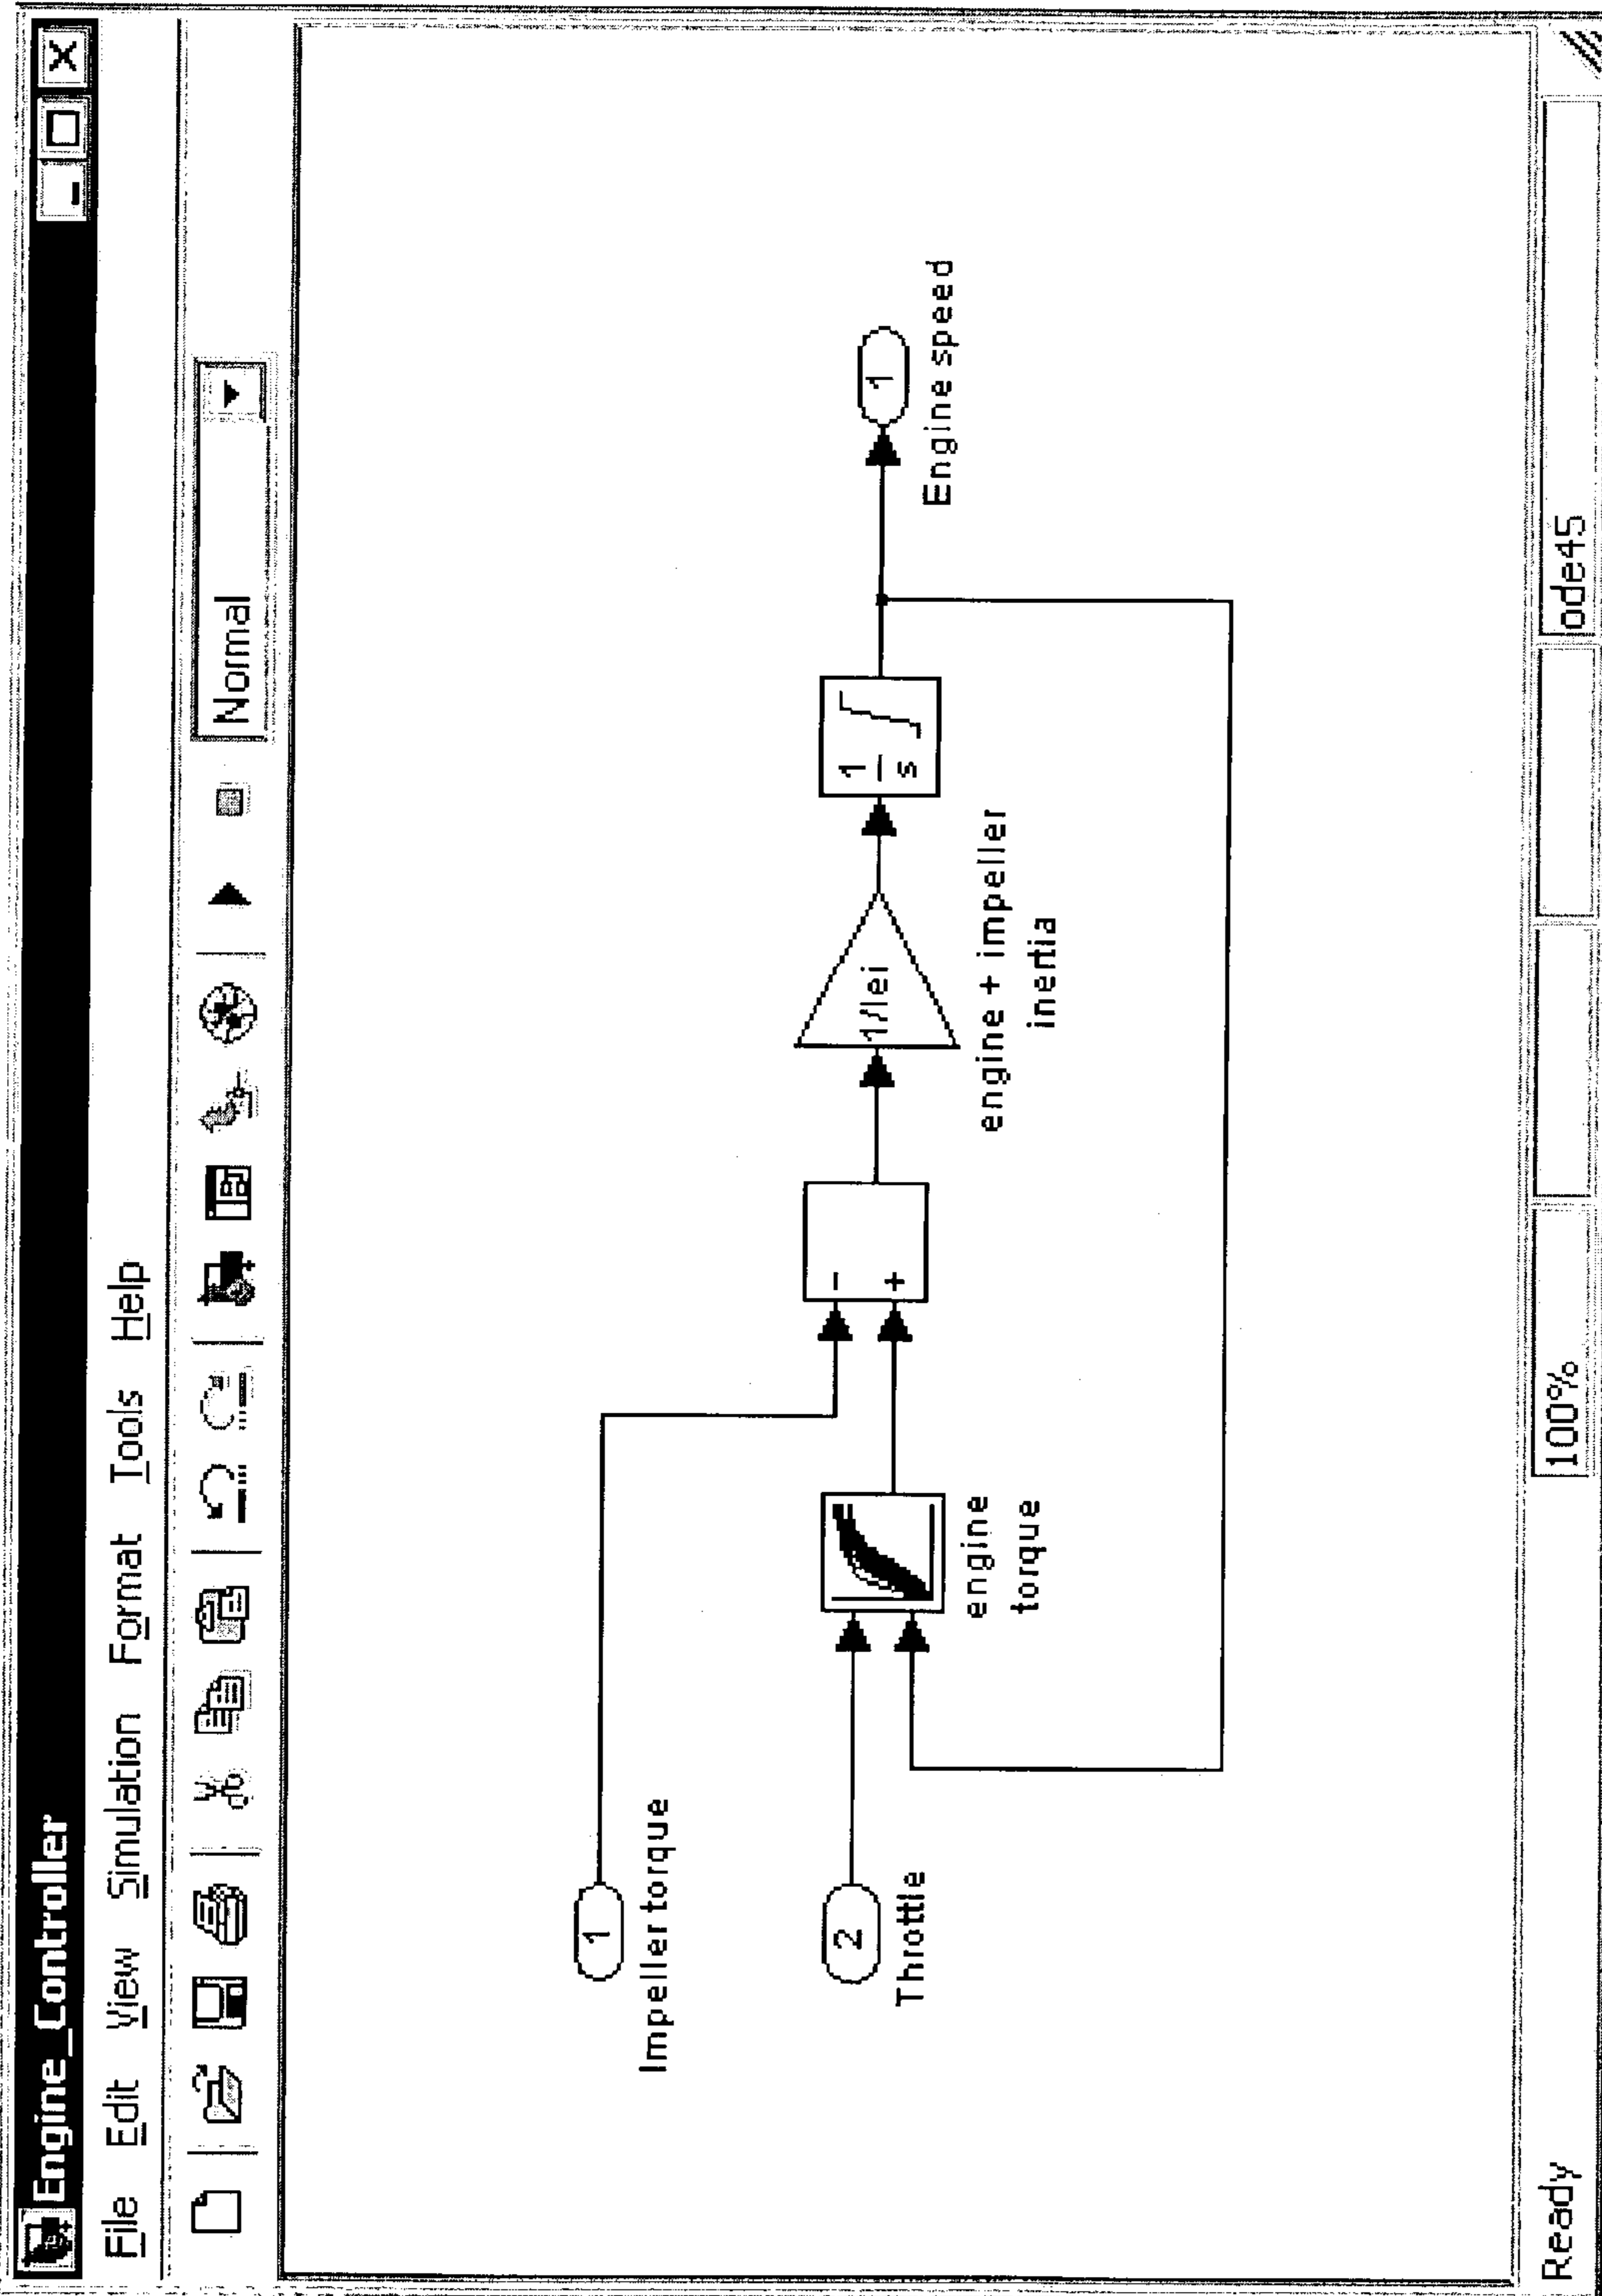 Engine_Controller
File Edit View Simulation Format Tools Help
Normal
1
Impeller torque
2
Throttle
engine
torque
-
+
1/Iei
engine + impeller
inertia
1
s
1
Engine speed
Ready
100%
ode45